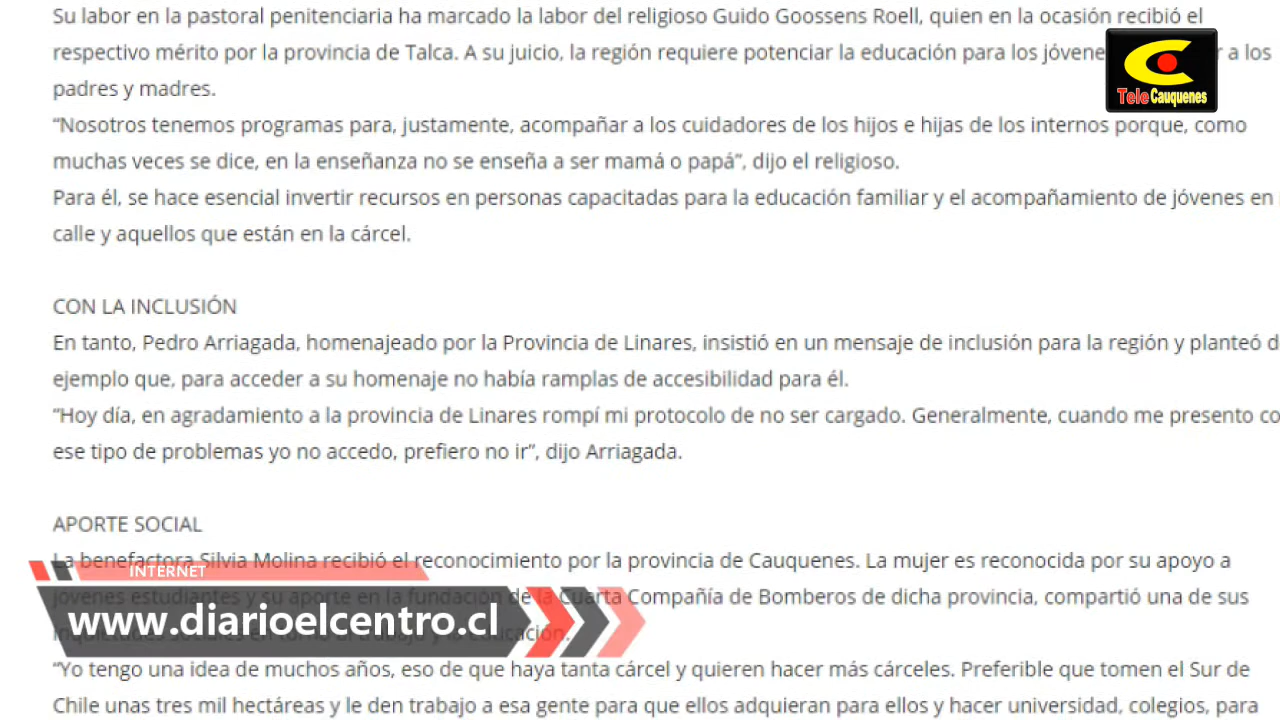 Su labor en la pastoral penitenciaria ha marcado la labor del religioso Guido Goossens Roell, quien en la ocasión recibió el
respectivo mérito por la provincia de Talca. A su juicio, la región requiere potenciar la educación para los jóvene r a los
padres y madres.
Tele Cauquenes
“Nosotros tenemos programas para, justamente, acompañar a los cuidadores de los hijos e hijas de los internos porque, como
muchas veces se dice, en la enseñanza no se enseña a ser mamá o papá”, dijo el religioso.
Para él, se hace esencial invertir recursos en personas capacitadas para la educación familiar y el acompañamiento de jóvenes en
calle y aquellos que están en la cárcel.
CON LA INCLUSIÓN
En tanto, Pedro Arriagada, homenajeado por la Provincia de Linares, insistió en un mensaje de inclusión para la región y planteó d
ejemplo que, para acceder a su homenaje no había ramplas de accesibilidad para él.
“Hoy día, en agradamiento a la provincia de Linares rompí mi protocolo de no ser cargado. Generalmente, cuando me presento co
ese tipo de problemas yo no accedo, prefiero no ir”, dijo Arriagada.
APORTE SOCIAL
La benefactora Silvia Molina recibió el reconocimiento por la provincia de Cauquenes. La mujer es reconocida por su apoyo a
INTERNET
jóvenes estudiantes y su aporte en la fundación de la Cuarta Compañía de Bomberos de dicha provincia, compartió una de sus
www.diarioelcentro.cl
“Yo tengo una idea de muchos años, eso de que haya tanta cárcel y quieren hacer más cárceles. Preferible que tomen el Sur de
Chile unas tres mil hectáreas y le den trabajo a esa gente para que ellos adquieran para ellos y hacer universidad, colegios, para